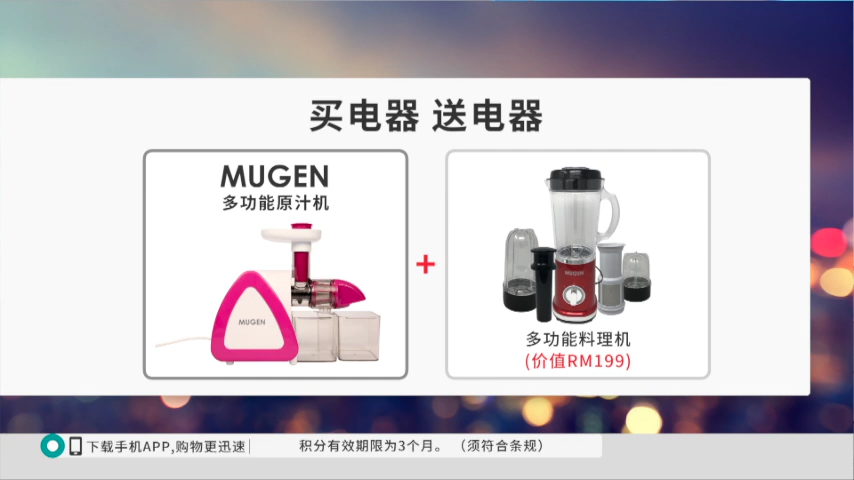 买电器 送电器
MUGEN
多功能原汁机
MUGEN
+
MUGEN
多功能料理机
(价值RM199)
下载手机APP,购物更迅速
积分有效期限为3个月。（须符合条规）